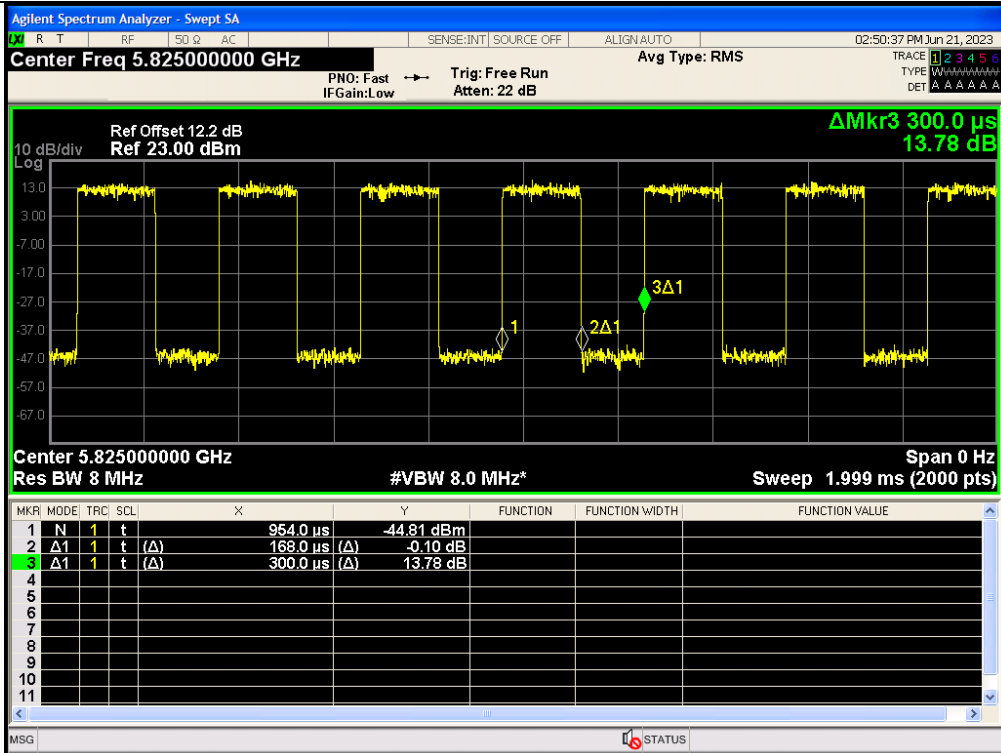 Agilent Spectrum Analyzer - Swept SA
LXI R T RF 50 Ω AC SENSE:INT SOURCE OFF ALIGN AUTO 02:50:37 PM Jun 21, 2023
Center Freq 5.825000000 GHz Avg Type: RMS TRACE 1 2 3 4 5 6
PNO: Fast Trig: Free Run TYPE WWWWWW
IFGain:Low Atten: 22 dB DET A A A A A A
ΔMkr3 300.0 µs
13.78 dB
Ref Offset 12.2 dB
10 dB/div Ref 23.00 dBm
Log
13.0
3.00
-7.00
-17.0
-27.0
-37.0
-47.0
-57.0
-67.0
3Δ1
1 2Δ1
Center 5.825000000 GHz Span 0 Hz
Res BW 8 MHz #VBW 8.0 MHz* Sweep 1.999 ms (2000 pts)
MKR MODE TRC SCL X Y FUNCTION FUNCTION WIDTH FUNCTION VALUE
1 N 1 t 954.0 µs -44.81 dBm
2 Δ1 1 t (Δ) 168.0 µs (Δ) -0.10 dB
3 Δ1 1 t (Δ) 300.0 µs (Δ) 13.78 dB
4
5
6
7
8
9
10
11
MSG STATUS